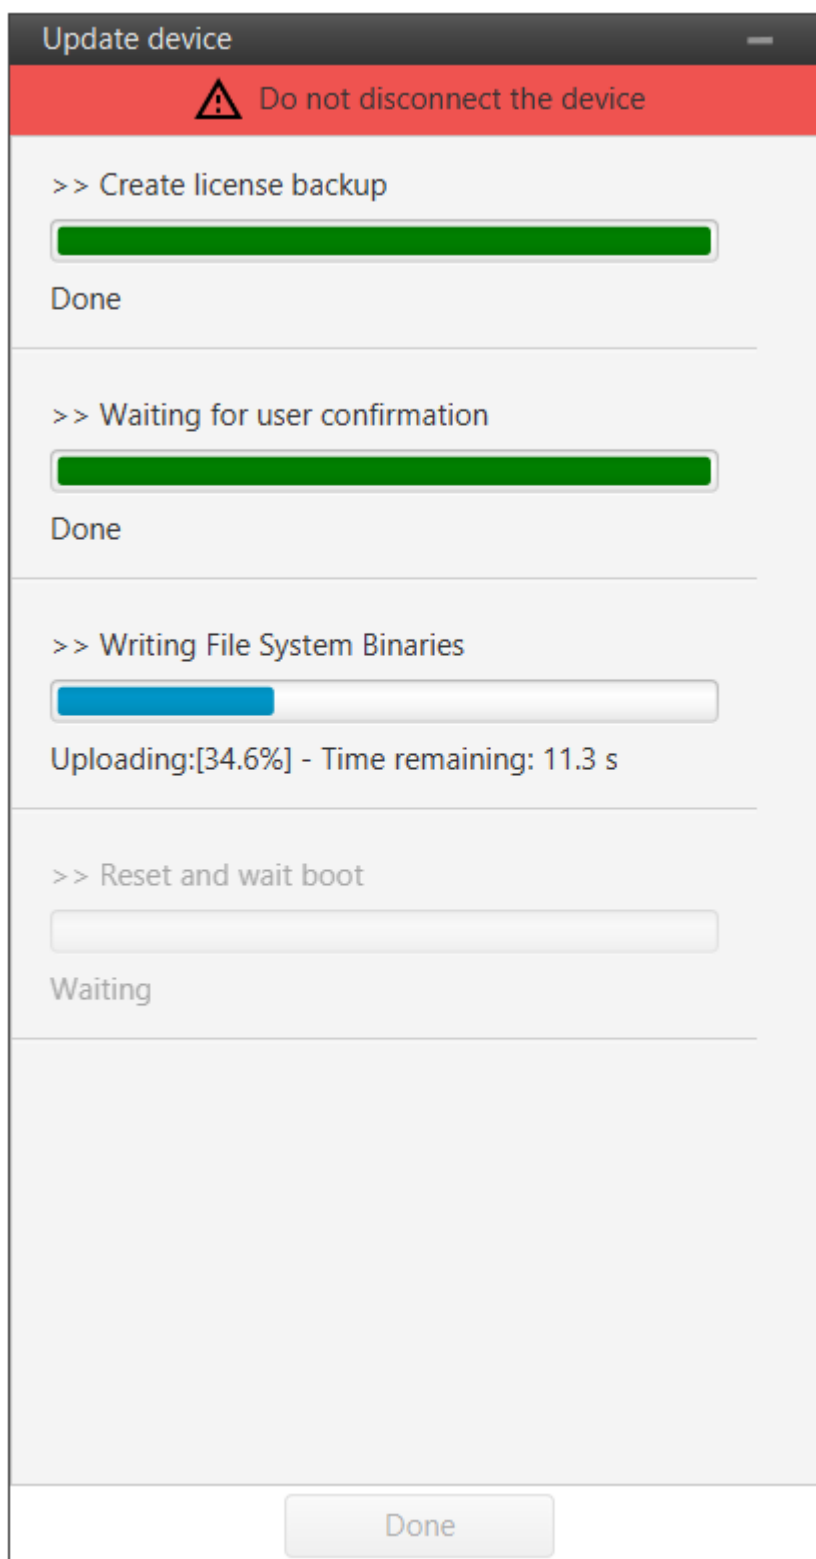 Update device
Do not disconnect the device
>> Create license backup
Done
>> Waiting for user confirmation
Done
>> Writing File System Binaries
Uploading:[34.6%] - Time remaining: 11.3 s
>> Reset and wait boot
Waiting
Done